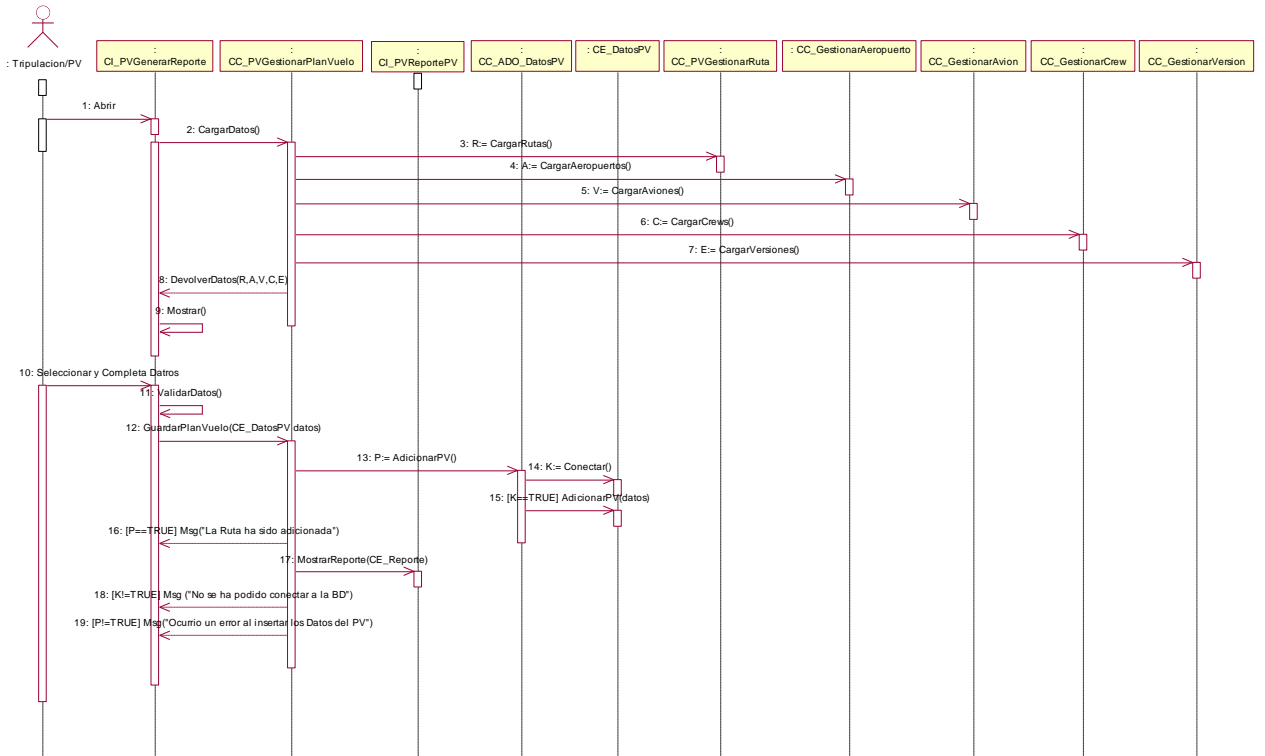 : Tripulacion/PV
:
CI_PVGenerarReporte
:
CC_PVGestionarPlanVuelo
:
CI_PVReportePV
:
CC_ADO_DatosPV
: CE_DatosPV
:
CC_PVGestionarRuta
: CC_GestionarAeropuerto
:
CC_GestionarAvion
:
CC_GestionarCrew
:
CC_GestionarVersion
1: Abrir
2: CargarDatos()
3: R:= CargarRutas()
4: A:= CargarAeropuertos()
5: V:= CargarAviones()
6: C:= CargarCrews()
7: E:= CargarVersiones()
8: DevolverDatos(R,A,V,C,E)
9: Mostrar()
10: Seleccionar y Completa Datros
11: ValidarDatos()
12: GuardarPlanVuelo(CE_DatosPV datos)
13: P:= AdicionarPV()
14: K:= Conectar()
15: [K==TRUE] AdicionarPV(datos)
16: [P==TRUE] Msg("La Ruta ha sido adicionada")
17: MostrarReporte(CE_Reporte)
18: [K!=TRUE] Msg ("No se ha podido conectar a la BD")
19: [P!=TRUE] Msg("Ocurrio un error al insertar los Datos del PV")